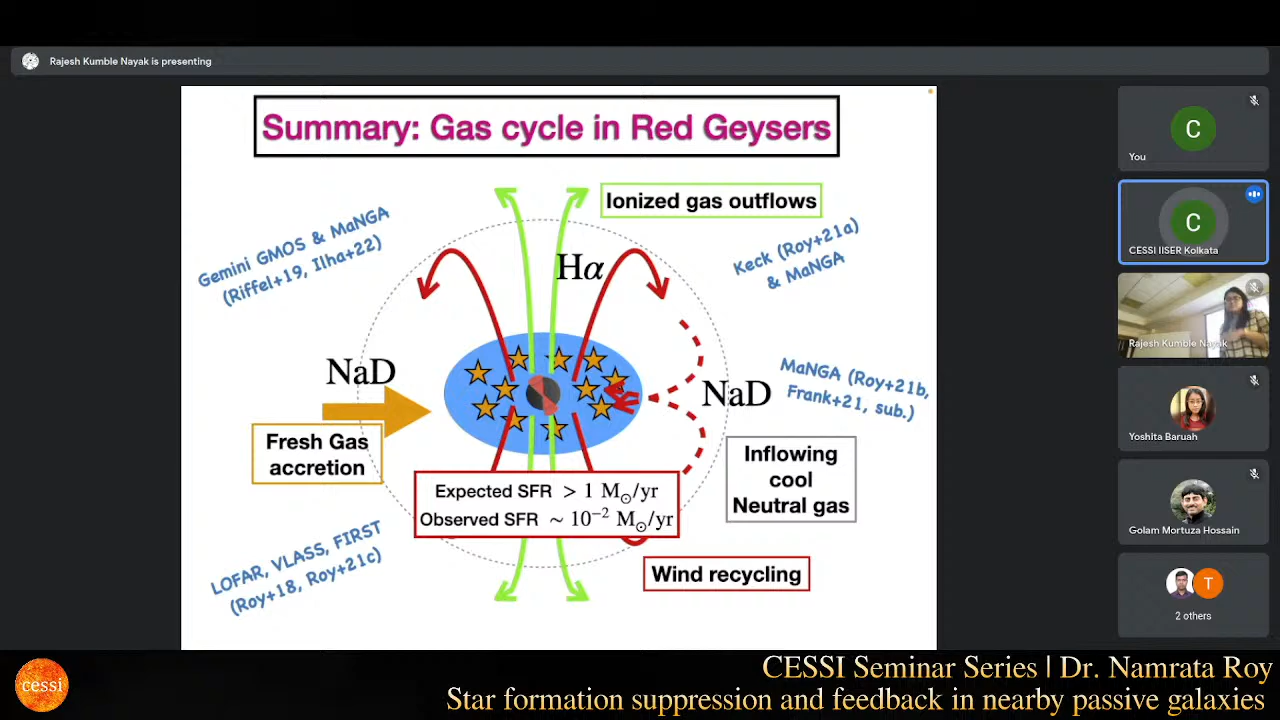 Rajesh Kumble Nayak is presenting
Summary: Gas cycle in Red Geysers
Ionized gas outflows
Gemini GMOS & MaNGA
(Riffel+19, Ilha+22)
Hα
Keck (Roy+21a)
& MaNGA
NaD
Fresh Gas
accretion
NaD
MaNGA (Roy+21b,
Frank+21, sub.)
Inflowing
cool
Neutral gas
Expected SFR > 1 M⊙/yr
Observed SFR ~ 10⁻² M⊙/yr
LOFAR, VLASS, FIRST
(Roy+18, Roy+21c)
Wind recycling
C
You
C
CESSI IISER Kolkata
Rajesh Kumble Nayak
Yoshita Baruah
Golam Mortuza Hossain
T
2 others
cessi
CESSI Seminar Series | Dr. Namrata Roy
Star formation suppression and feedback in nearby passive galaxies